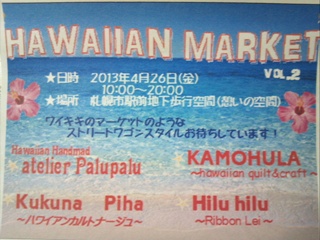 HAWAIIAN MARKET
VOL.2
★日時 2013年4月26日(金)
10:00～20:00
★場所 札幌市駅前地下歩行空間(憩いの空間)
ワイキキのマーケットのような
ストリートワゴンスタイルお待ちしています!
Hawaiian Handmad
atelier Palupalu
KAMOHULA
～hawaiian quilt&craft～
Kukuna Piha
～ハワイアンカルトナージュ～
Hilu hilu
～Ribbon Lei～